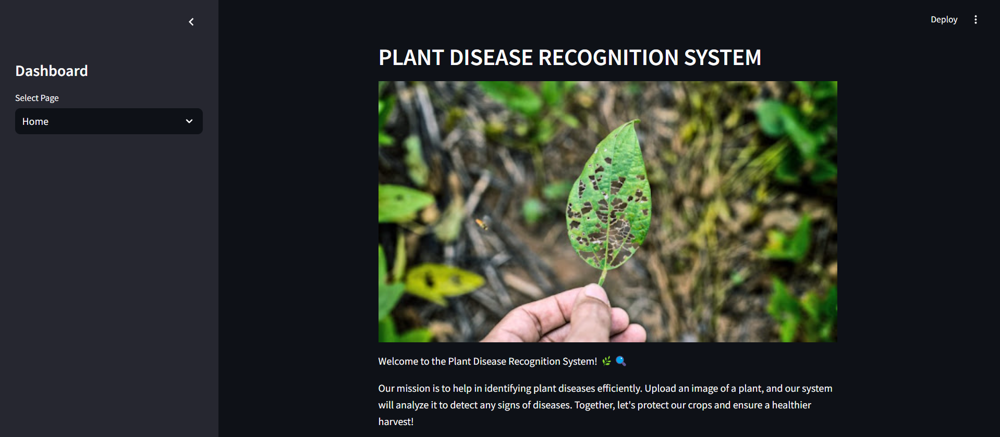 Deploy
Dashboard
Select Page
Home
PLANT DISEASE RECOGNITION SYSTEM
Welcome to the Plant Disease Recognition System! 🌿 🔍
Our mission is to help in identifying plant diseases efficiently. Upload an image of a plant, and our system
will analyze it to detect any signs of diseases. Together, let's protect our crops and ensure a healthier
harvest!